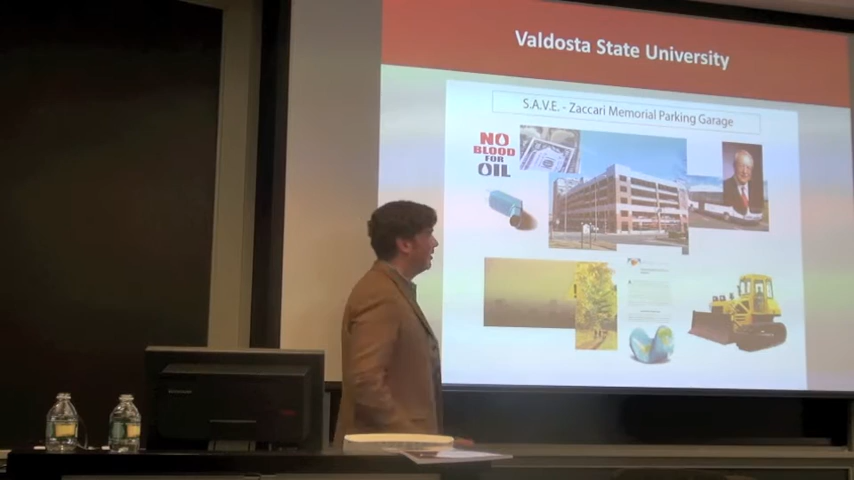 Valdosta State University
S.A.V.E. - Zaccari Memorial Parking Garage
NO
BLOOD
FOR
OIL